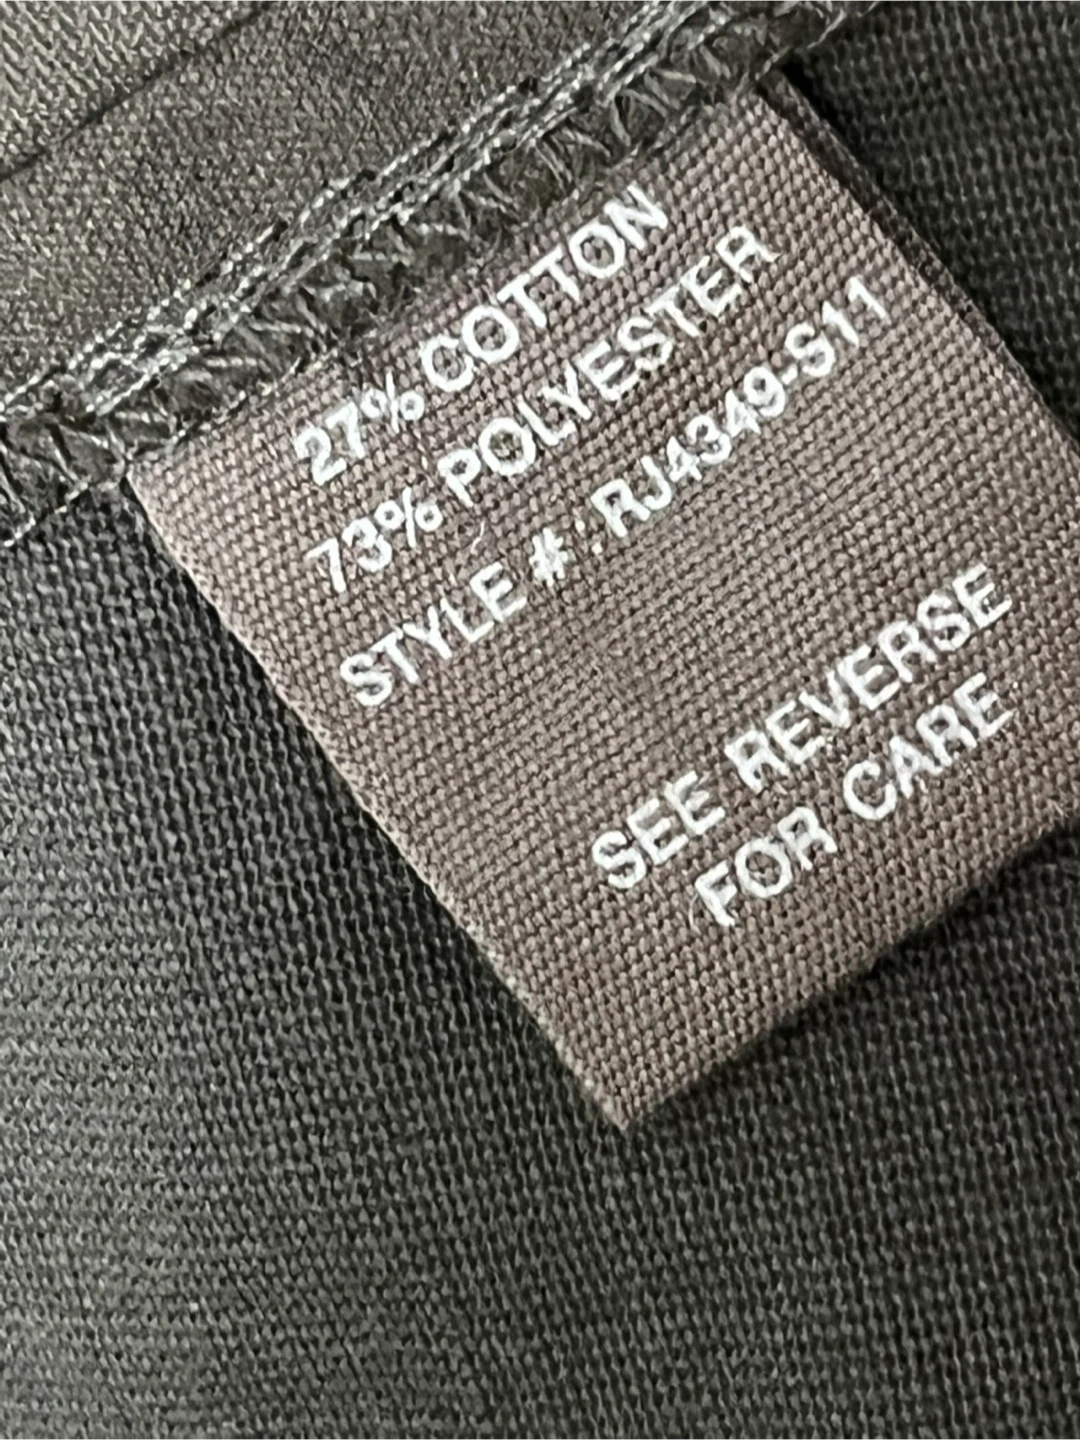 27% COTTON
73% POLYESTER
STYLE # : RJ4349-S11
SEE REVERSE
FOR CARE